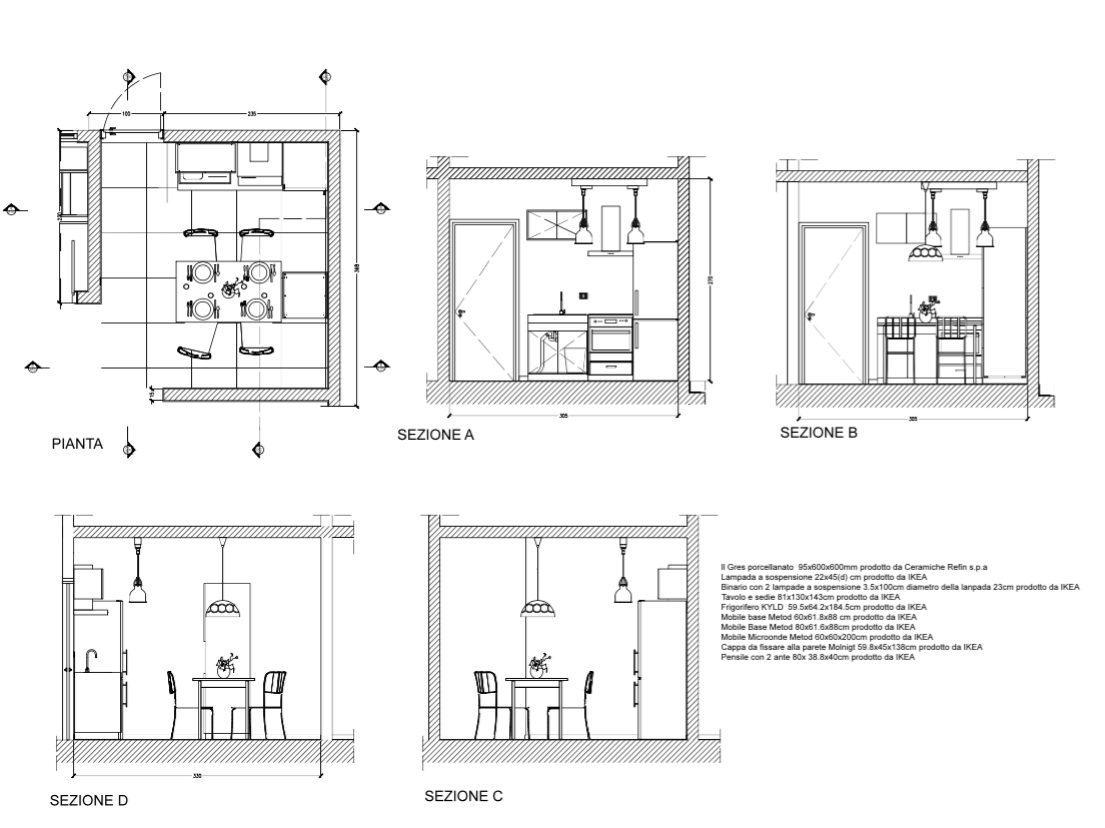 100
235
PIANTA
270
305
SEZIONE A
305
SEZIONE B
330
SEZIONE D
SEZIONE C
Il Gres porcellanato 95x600x600mm prodotto da Ceramiche Refin s.p.a
Lampada a sospensione 22x45(d) cm prodotto da IKEA
Binario con 2 lampade a sospensione 3.5x100cm diametro della lanpada 23cm prodotto da IKEA
Tavolo e sedie 81x130x143cm prodotto da IKEA
Frigorifero KYLD 59.5x64.2x184.5cm prodotto da IKEA
Mobile base Metod 60x61.8x88 cm prodotto da IKEA
Mobile Base Metod 80x61.6x88cm prodotto da IKEA
Mobile Microonde Metod 60x60x200cm prodotto da IKEA
Cappa da fissare alla parete Molnigt 59.8x45x138cm prodotto da IKEA
Pensile con 2 ante 80x 38.8x40cm prodotto da IKEA